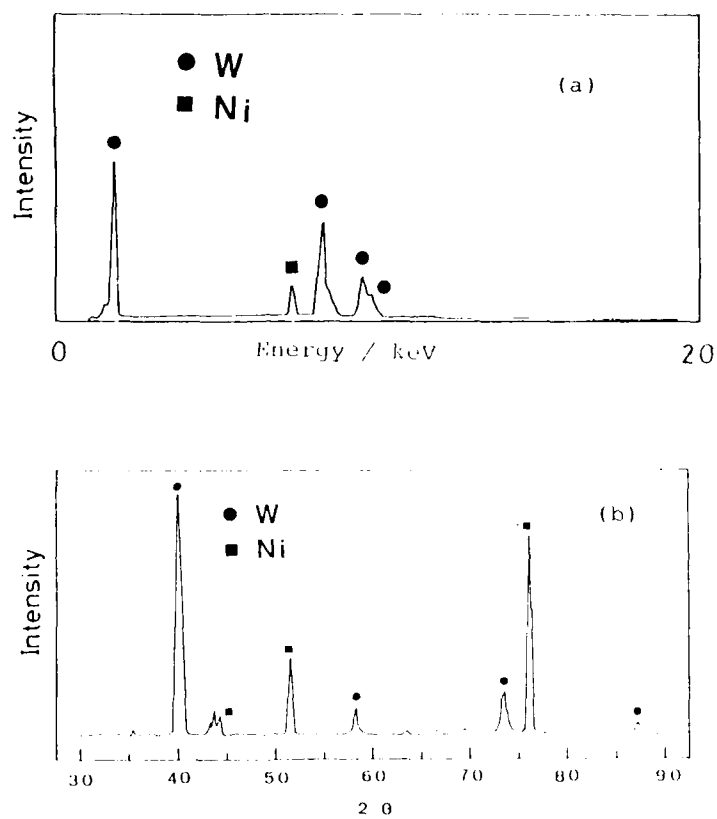 W
(a)
Ni
Intensity
0
Energy / keV
20
W
(b)
Ni
Intensity
30 40 50 60 70 80 90
2 θ